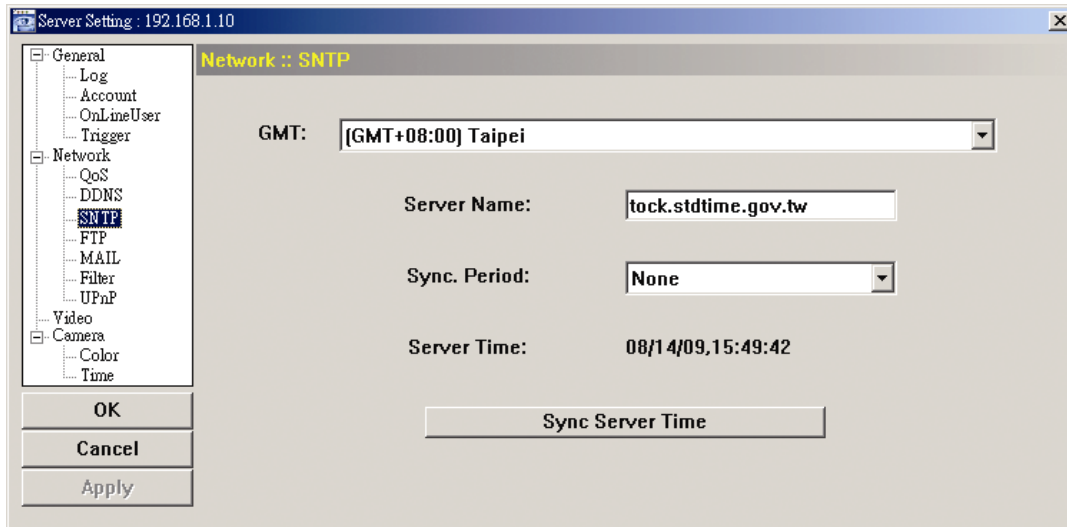 Server Setting : 192.168.1.10
General
Log
Account
OnLineUser
Trigger
Network
QoS
DDNS
SNTP
FTP
MAIL
Filter
UPnP
Video
Camera
Color
Time
OK
Cancel
Apply
Network :: SNTP
GMT: (GMT+08:00) Taipei
Server Name: tock.stdtime.gov.tw
Sync. Period: None
Server Time: 08/14/09,15:49:42
Sync Server Time